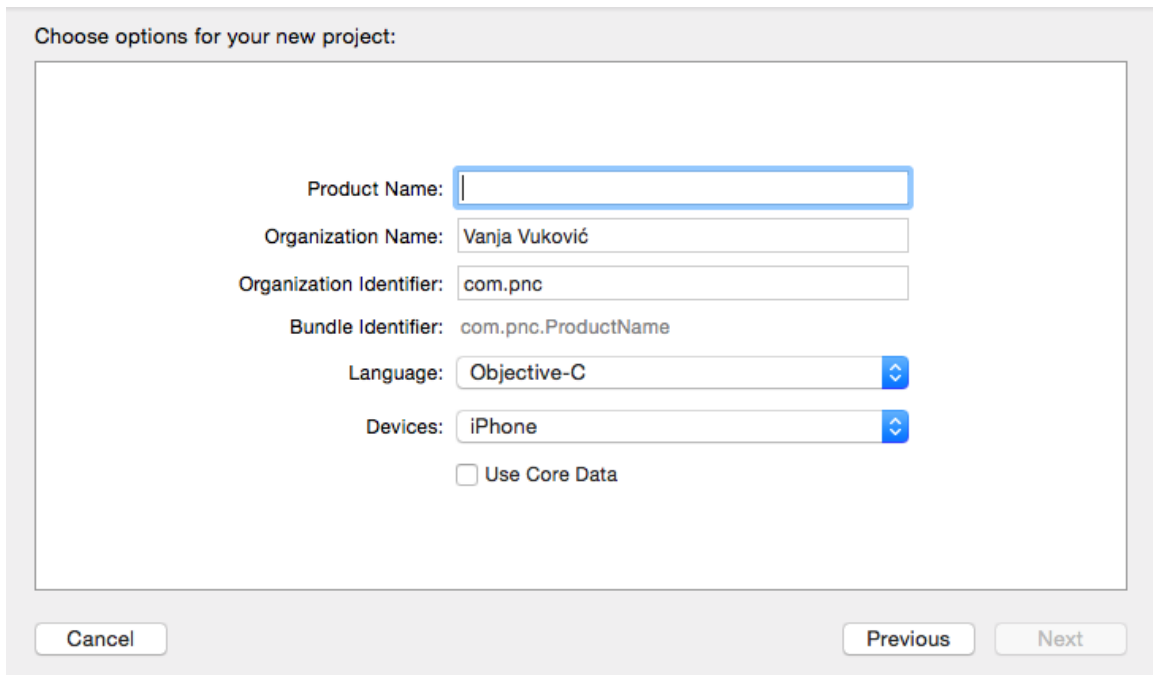 Choose options for your new project:
Product Name:
Organization Name: Vanja Vuković
Organization Identifier: com.pnc
Bundle Identifier: com.pnc.ProductName
Language: Objective-C
Devices: iPhone
Use Core Data
Cancel Previous Next